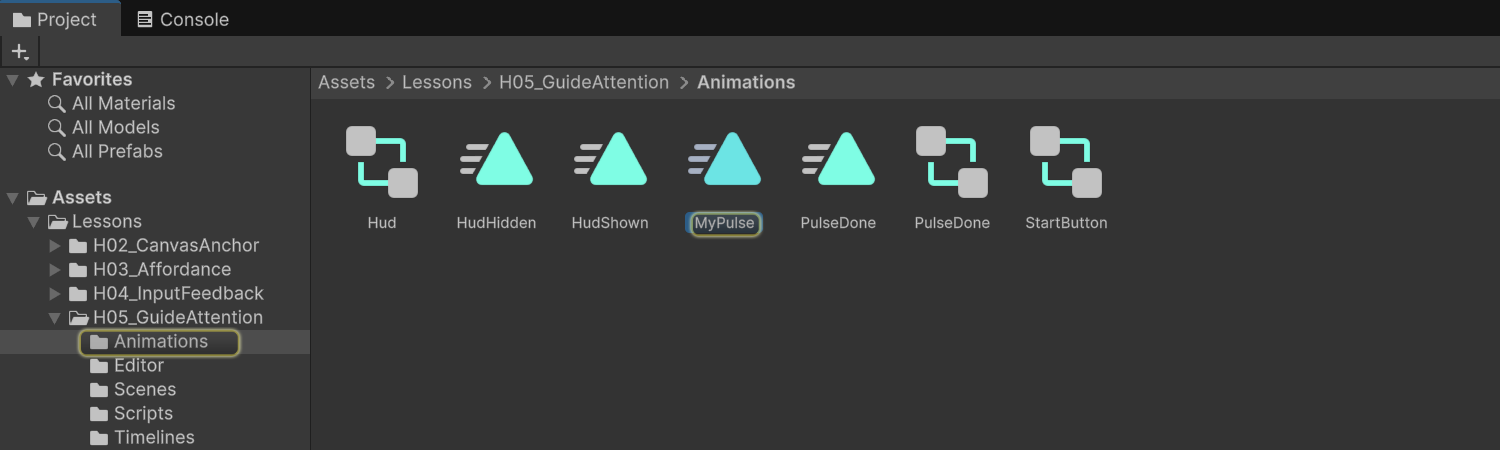 Project
Console
Favorites
All Materials
All Models
All Prefabs
Assets
Lessons
H02_CanvasAnchor
H03_Affordance
H04_InputFeedback
H05_GuideAttention
Animations
Editor
Scenes
Scripts
Timelines
Assets > Lessons > H05_GuideAttention > Animations
Hud
HudHidden
HudShown
MyPulse
PulseDone
PulseDone
StartButton